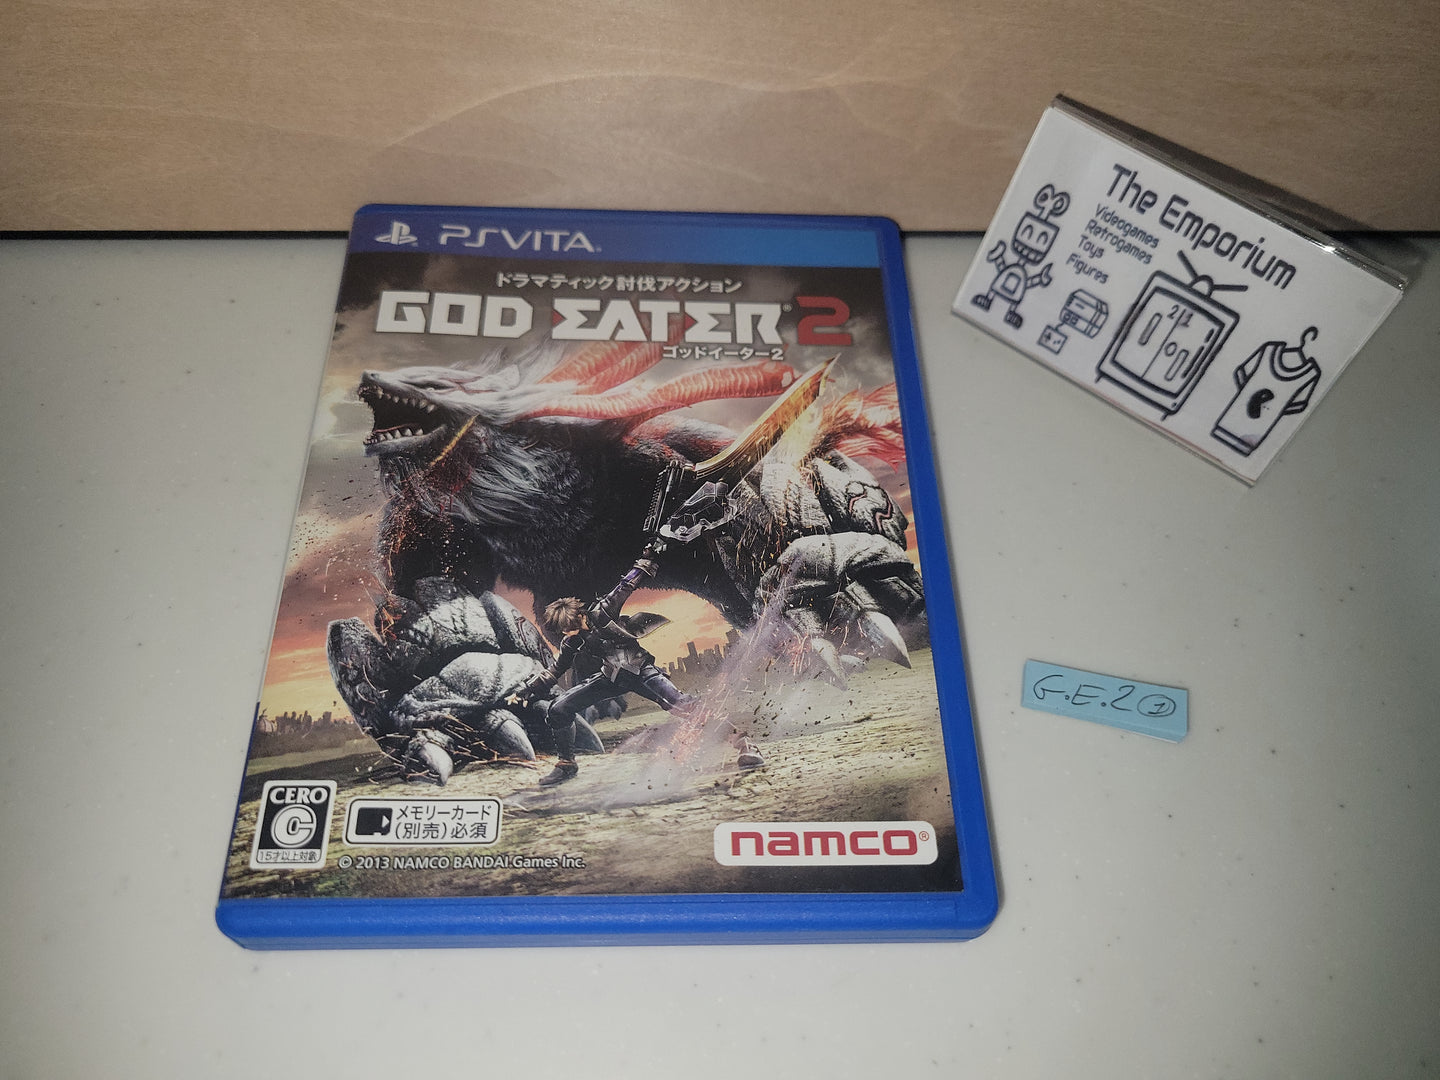 PSVITA
ドラマティック討伐アクション
GOD EATER® 2
ゴッドイーター2
CERO
C
15才以上対象
メモリーカード
(別売)必須
© 2013 NAMCO BANDAI Games Inc.
namco®
The Emporium
Videogames
Retrogames
Toys
Figures
G.E.2 ①